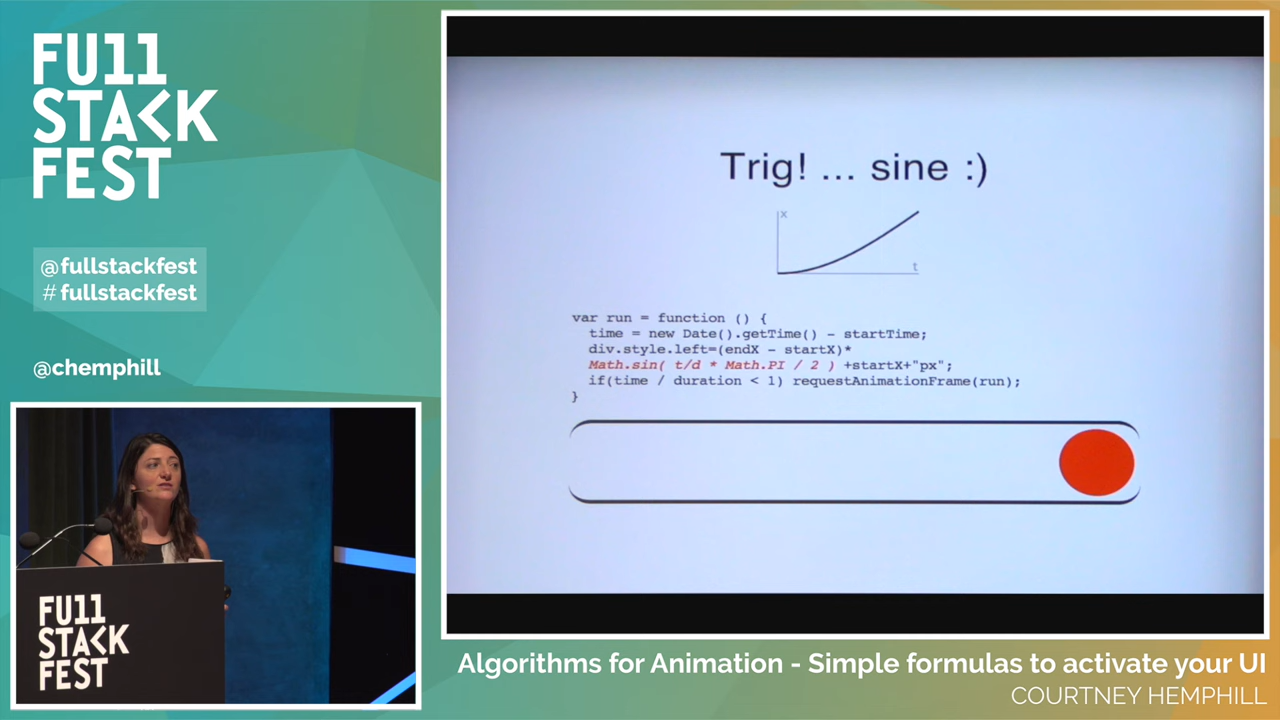 FU11
STACK
FEST
@fullstackfest
# fullstackfest
@chemphill
FU11
STACK
FEST
Trig! ... sine :)
x
t
var run = function () {
time = new Date().getTime() - startTime;
div.style.left=(endX - startX)*
Math.sin( t/d * Math.PI / 2 ) +startX+"px";
if(time / duration < 1) requestAnimationFrame(run);
}
Algorithms for Animation - Simple formulas to activate your UI
COURTNEY HEMPHILL